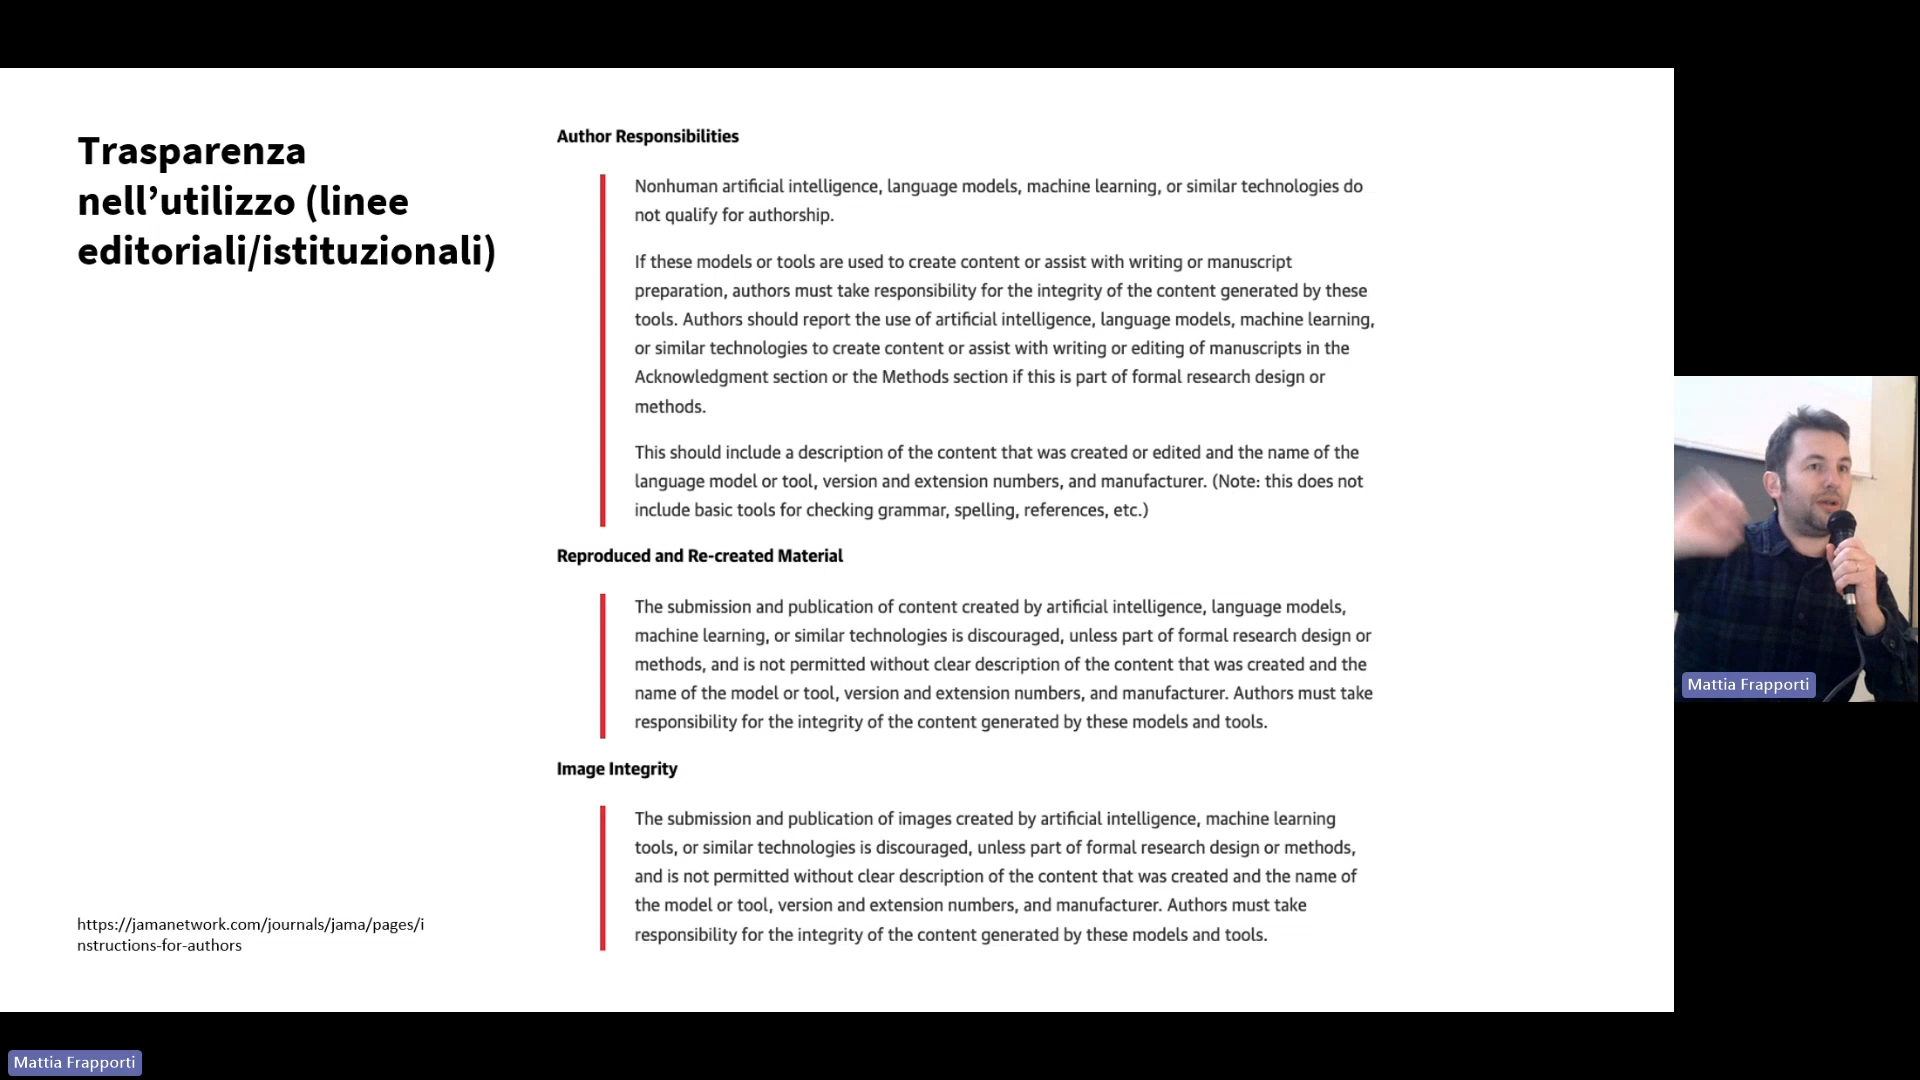 Trasparenza
nell’utilizzo (linee
editoriali/istituzionali)
Author Responsibilities
Nonhuman artificial intelligence, language models, machine learning, or similar technologies do
not qualify for authorship.
If these models or tools are used to create content or assist with writing or manuscript
preparation, authors must take responsibility for the integrity of the content generated by these
tools. Authors should report the use of artificial intelligence, language models, machine learning,
or similar technologies to create content or assist with writing or editing of manuscripts in the
Acknowledgment section or the Methods section if this is part of formal research design or
methods.
This should include a description of the content that was created or edited and the name of the
language model or tool, version and extension numbers, and manufacturer. (Note: this does not
include basic tools for checking grammar, spelling, references, etc.)
Reproduced and Re-created Material
The submission and publication of content created by artificial intelligence, language models,
machine learning, or similar technologies is discouraged, unless part of formal research design or
methods, and is not permitted without clear description of the content that was created and the
name of the model or tool, version and extension numbers, and manufacturer. Authors must take
responsibility for the integrity of the content generated by these models and tools.
Image Integrity
The submission and publication of images created by artificial intelligence, machine learning
tools, or similar technologies is discouraged, unless part of formal research design or methods,
and is not permitted without clear description of the content that was created and the name of
the model or tool, version and extension numbers, and manufacturer. Authors must take
responsibility for the integrity of the content generated by these models and tools.
https://jamanetwork.com/journals/jama/pages/i
nstructions-for-authors
Mattia Frapporti
Mattia Frapporti